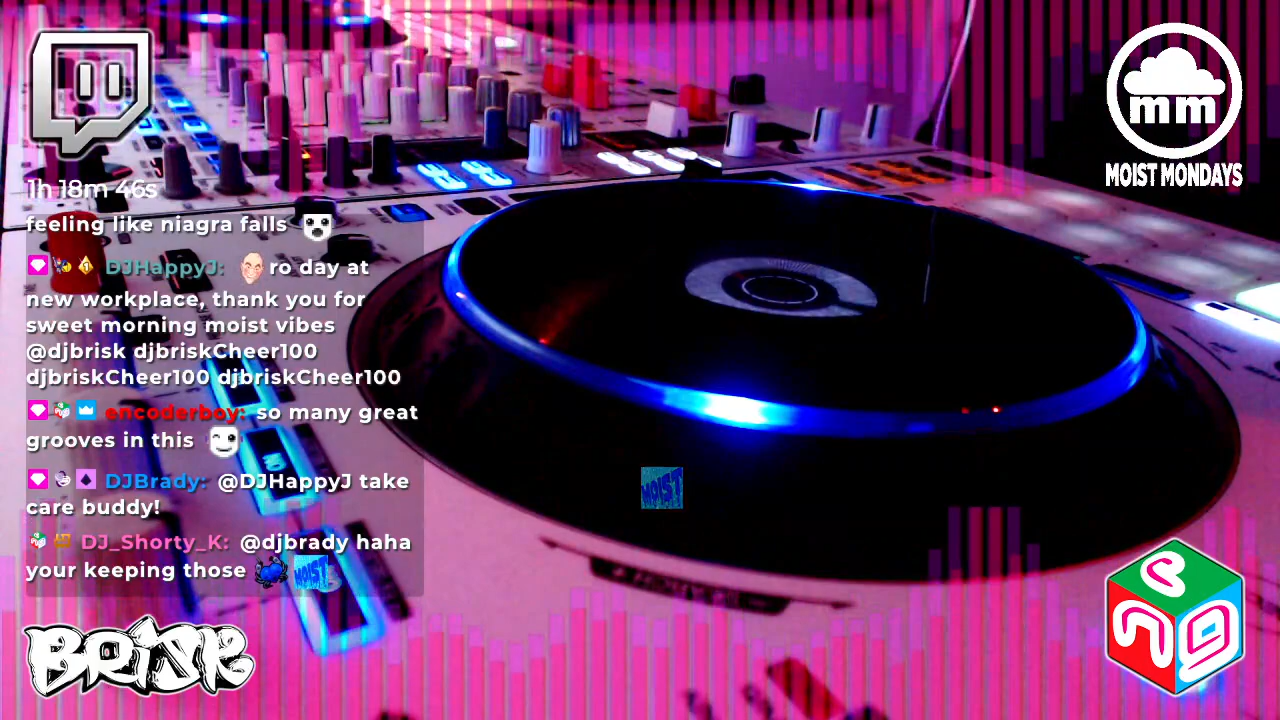 mm
MOIST MONDAYS
1h 18m 46s
feeling like niagra falls
DJHappyJ: ro day at
new workplace, thank you for
sweet morning moist vibes
@djbrisk djbriskCheer100
djbriskCheer100 djbriskCheer100
encoderboy: so many great
grooves in this
DJBrady: @DJHappyJ take
care buddy!
DJ_Shorty_K: @djbrady haha
your keeping those
MOIST
MOIST
BRISK